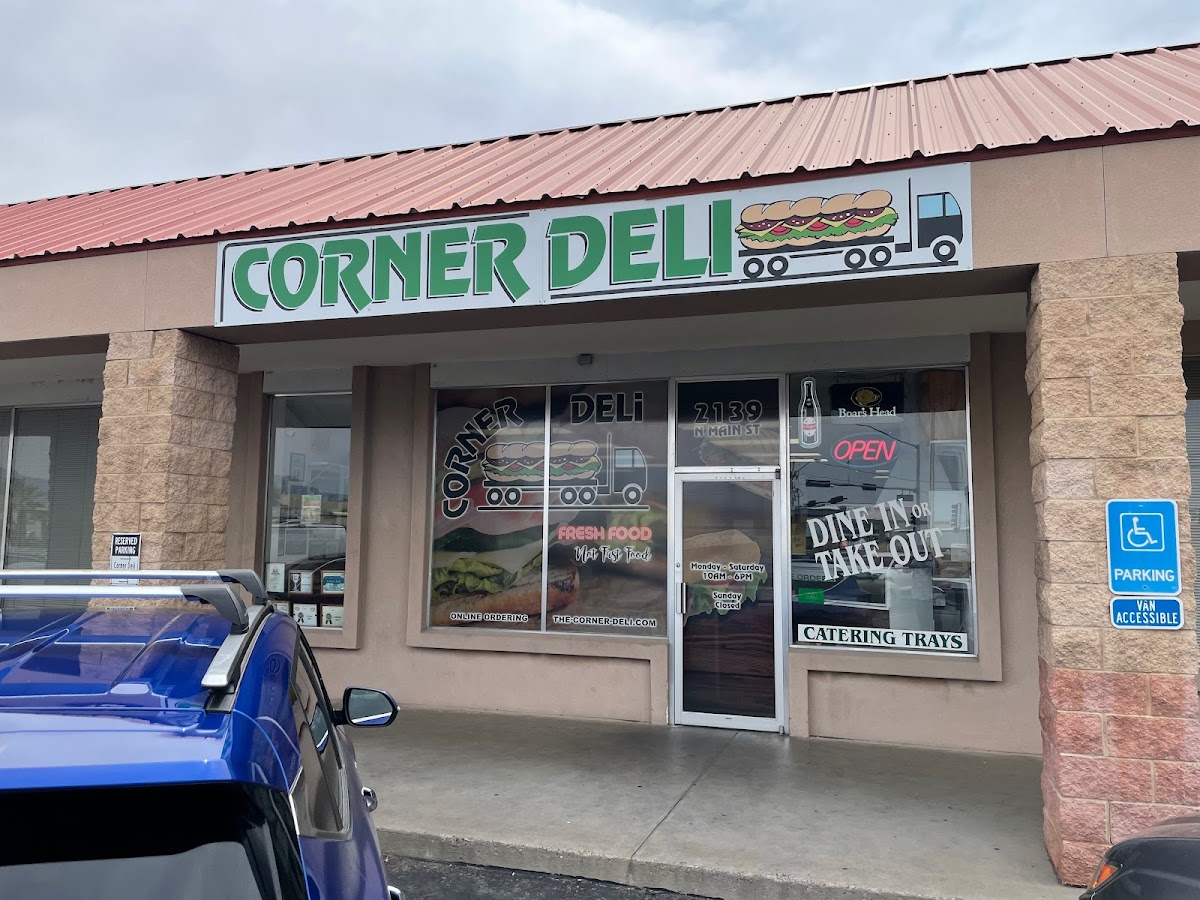 CORNER DELI
CORNER DELi
2139
N MAIN ST
Boar's Head
OPEN
FRESH FOOD
Not Fast Food
DINE IN OR
TAKE OUT
Monday - Saturday
10AM - 6PM
Sunday
Closed
ORDER
ONLINE ORDERING
THE-CORNER-DELI.COM
CATERING TRAYS
RESERVED
PARKING
Corner Deli
PARKING
VAN
ACCESSIBLE